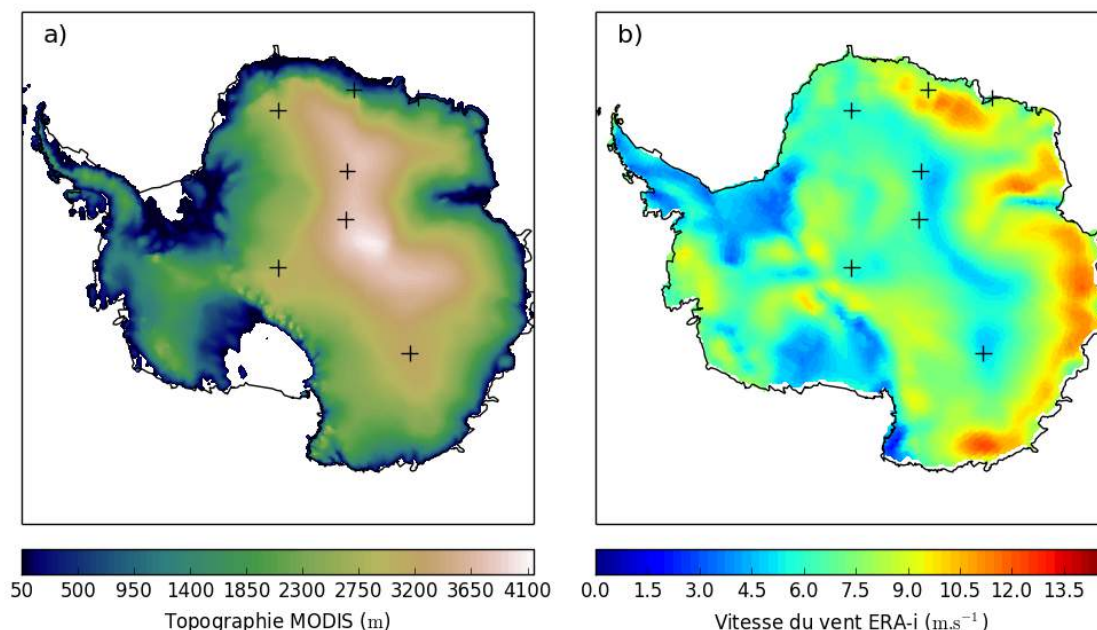 a)
b)
50 500 950 1400 1850 2300 2750 3200 3650 4100
Topographie MODIS (m)
0.0 1.5 3.0 4.5 6.0 7.5 9.0 10.5 12.0 13.5
Vitesse du vent ERA-i (m.s⁻¹)